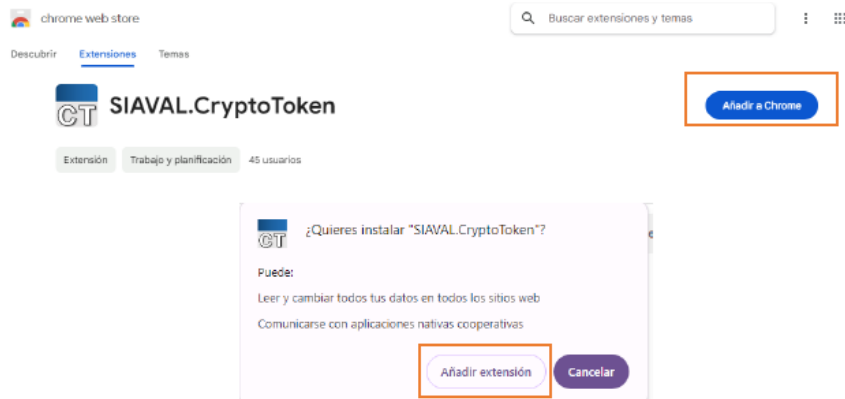 chrome web store
Buscar extensiones y temas
Descubrir Extensiones Temas
CT SIAVAL.CryptoToken
Añadir a Chrome
Extensión Trabajo y planificación 45 usuarios
CT ¿Quieres instalar "SIAVAL.CryptoToken"?
Puede:
Leer y cambiar todos tus datos en todos los sitios web
Comunicarse con aplicaciones nativas cooperativas
Añadir extensión Cancelar